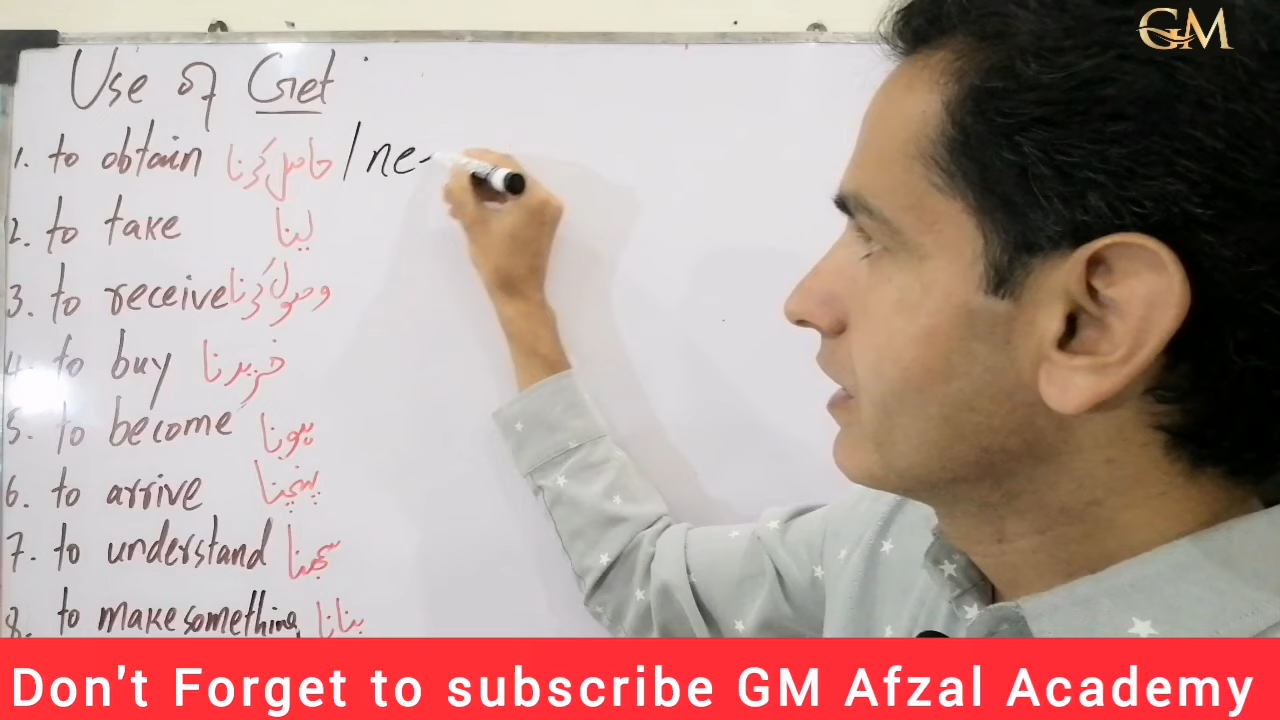 GM
Use of Get
1. to obtain حاصل کرنا / ne
2. to take لینا
3. to receive وصول کرنا
4. to buy خریدنا
5. to become ہونا
6. to arrive پہنچنا
7. to understand سمجھنا
8. to make something بنانا
Don't Forget to subscribe GM Afzal Academy